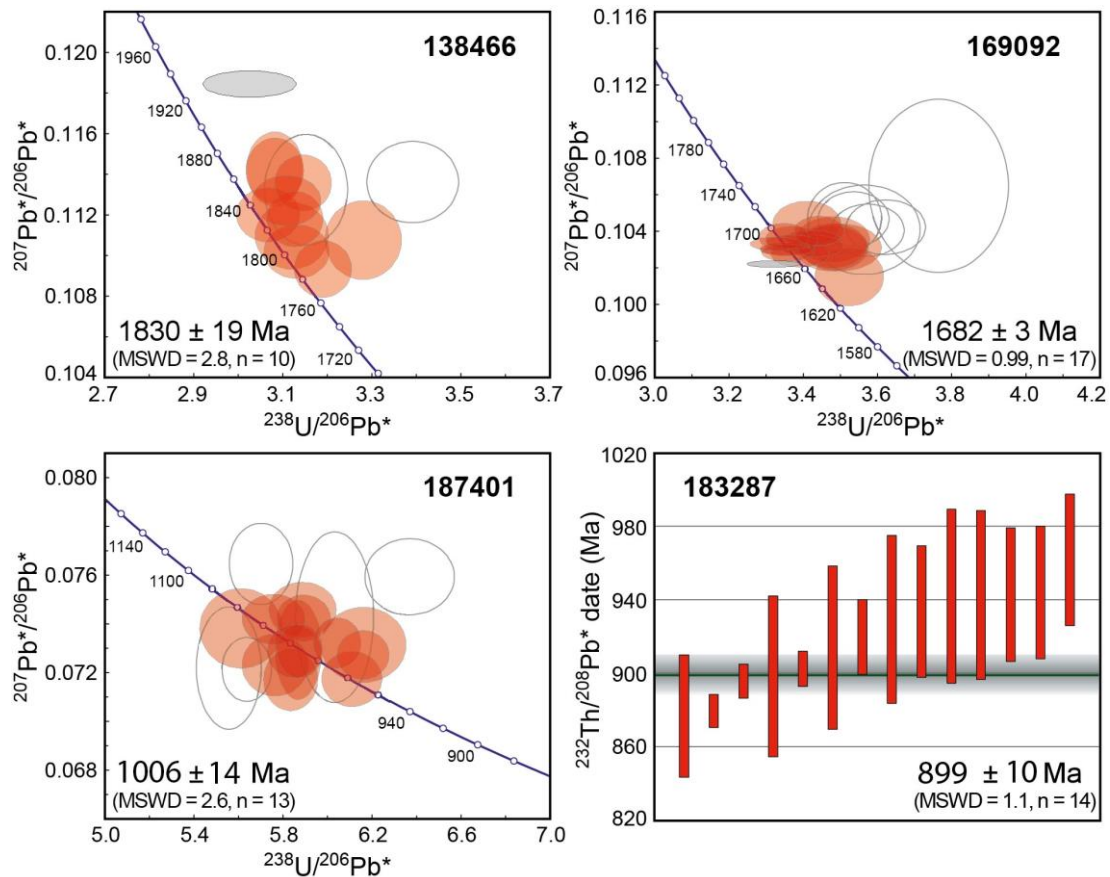 138466
0.120
0.116
0.112
0.108
0.104
²⁰⁷Pb*/²⁰⁶Pb*
1960
1920
1880
1840
1800
1760
1720
1830 ± 19 Ma
(MSWD = 2.8, n = 10)
2.7 2.9 3.1 3.3 3.5 3.7
²³⁸U/²⁰⁶Pb*
169092
0.116
0.112
0.108
0.104
0.100
0.096
²⁰⁷Pb*/²⁰⁶Pb*
1780
1740
1700
1660
1620
1580
1682 ± 3 Ma
(MSWD = 0.99, n = 17)
3.0 3.2 3.4 3.6 3.8 4.0 4.2
²³⁸U/²⁰⁶Pb*
187401
0.080
0.076
0.072
0.068
²⁰⁷Pb*/²⁰⁶Pb*
1140
1100
940
900
1006 ± 14 Ma
(MSWD = 2.6, n = 13)
5.0 5.4 5.8 6.2 6.6 7.0
²³⁸U/²⁰⁶Pb*
183287
1020
980
940
900
860
820
²³²Th/²⁰⁸Pb* date (Ma)
899 ± 10 Ma
(MSWD = 1.1, n = 14)